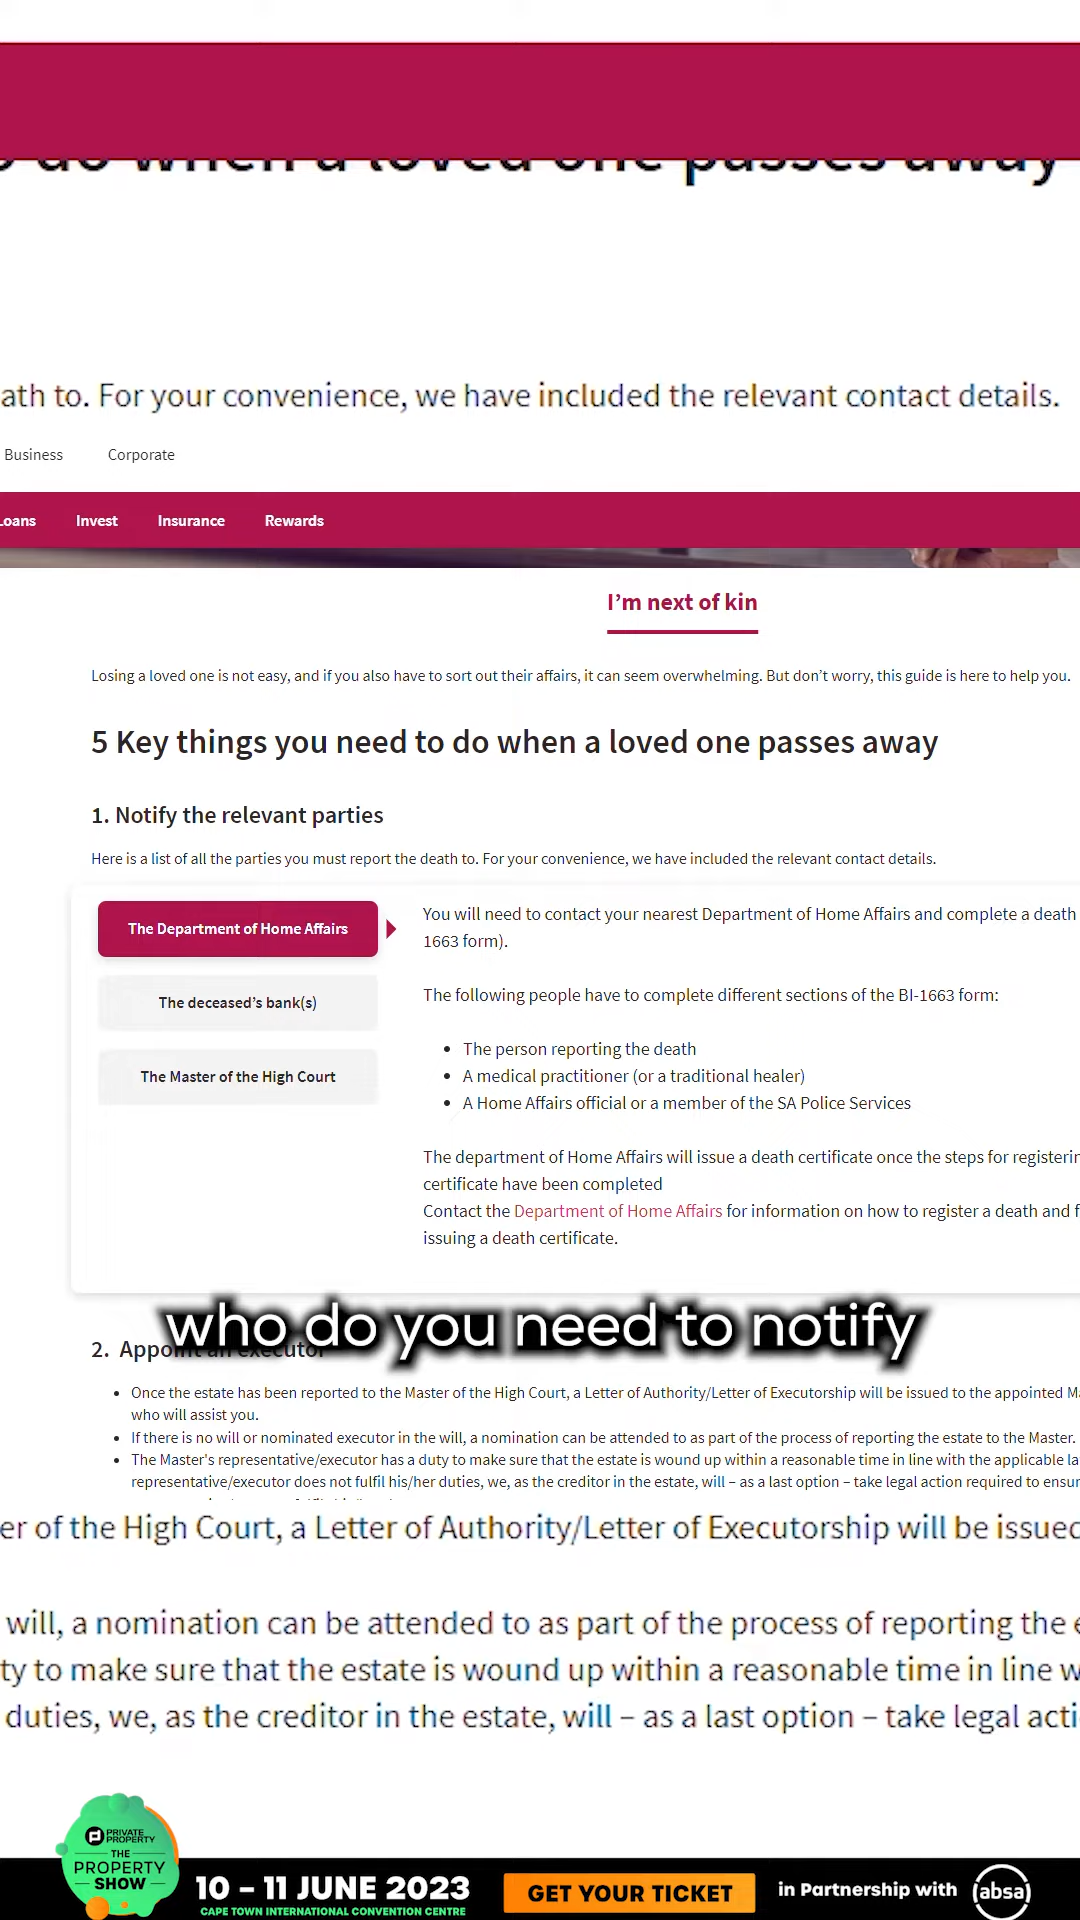 o do when a loved one passes away
ath to. For your convenience, we have included the relevant contact details.
Business Corporate
Loans Invest Insurance Rewards
I'm next of kin
Losing a loved one is not easy, and if you also have to sort out their affairs, it can seem overwhelming. But don't worry, this guide is here to help you.
5 Key things you need to do when a loved one passes away
1. Notify the relevant parties
Here is a list of all the parties you must report the death to. For your convenience, we have included the relevant contact details.
The Department of Home Affairs
The deceased's bank(s)
The Master of the High Court
You will need to contact your nearest Department of Home Affairs and complete a death
1663 form).
The following people have to complete different sections of the BI-1663 form:
• The person reporting the death
• A medical practitioner (or a traditional healer)
• A Home Affairs official or a member of the SA Police Services
The department of Home Affairs will issue a death certificate once the steps for registerin
certificate have been completed
Contact the Department of Home Affairs for information on how to register a death and f
issuing a death certificate.
who do you need to notify
2. Appoint an executor
• Once the estate has been reported to the Master of the High Court, a Letter of Authority/Letter of Executorship will be issued to the appointed Ma
who will assist you.
• If there is no will or nominated executor in the will, a nomination can be attended to as part of the process of reporting the estate to the Master.
• The Master's representative/executor has a duty to make sure that the estate is wound up within a reasonable time in line with the applicable la
representative/executor does not fulfil his/her duties, we, as the creditor in the estate, will – as a last option – take legal action required to ensur
er of the High Court, a Letter of Authority/Letter of Executorship will be issued
will, a nomination can be attended to as part of the process of reporting the e
ty to make sure that the estate is wound up within a reasonable time in line w
duties, we, as the creditor in the estate, will – as a last option – take legal acti
PRIVATE
PROPERTY
THE
PROPERTY
SHOW
10 – 11 JUNE 2023
CAPE TOWN INTERNATIONAL CONVENTION CENTRE
GET YOUR TICKET
in Partnership with
absa